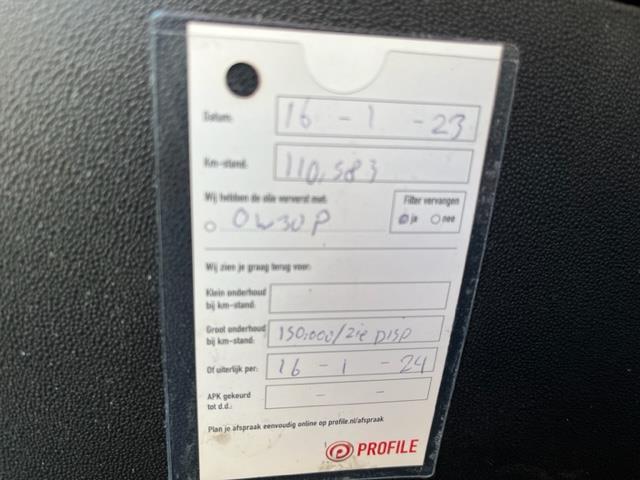 Datum: 16 - 1 - 23
Km-stand: 110.583
Wij hebben de olie ververst met: Filter vervangen
0W30P ja nee
Wij zien je graag terug voor:
Klein onderhoud
bij km-stand:
Groot onderhoud
bij km-stand: 150.000/zie DISP
Of uiterlijk per: 16 - 1 - 24
APK gekeurd
tot d.d.: - -
Plan je afspraak eenvoudig online op profile.nl/afspraak
PROFILE